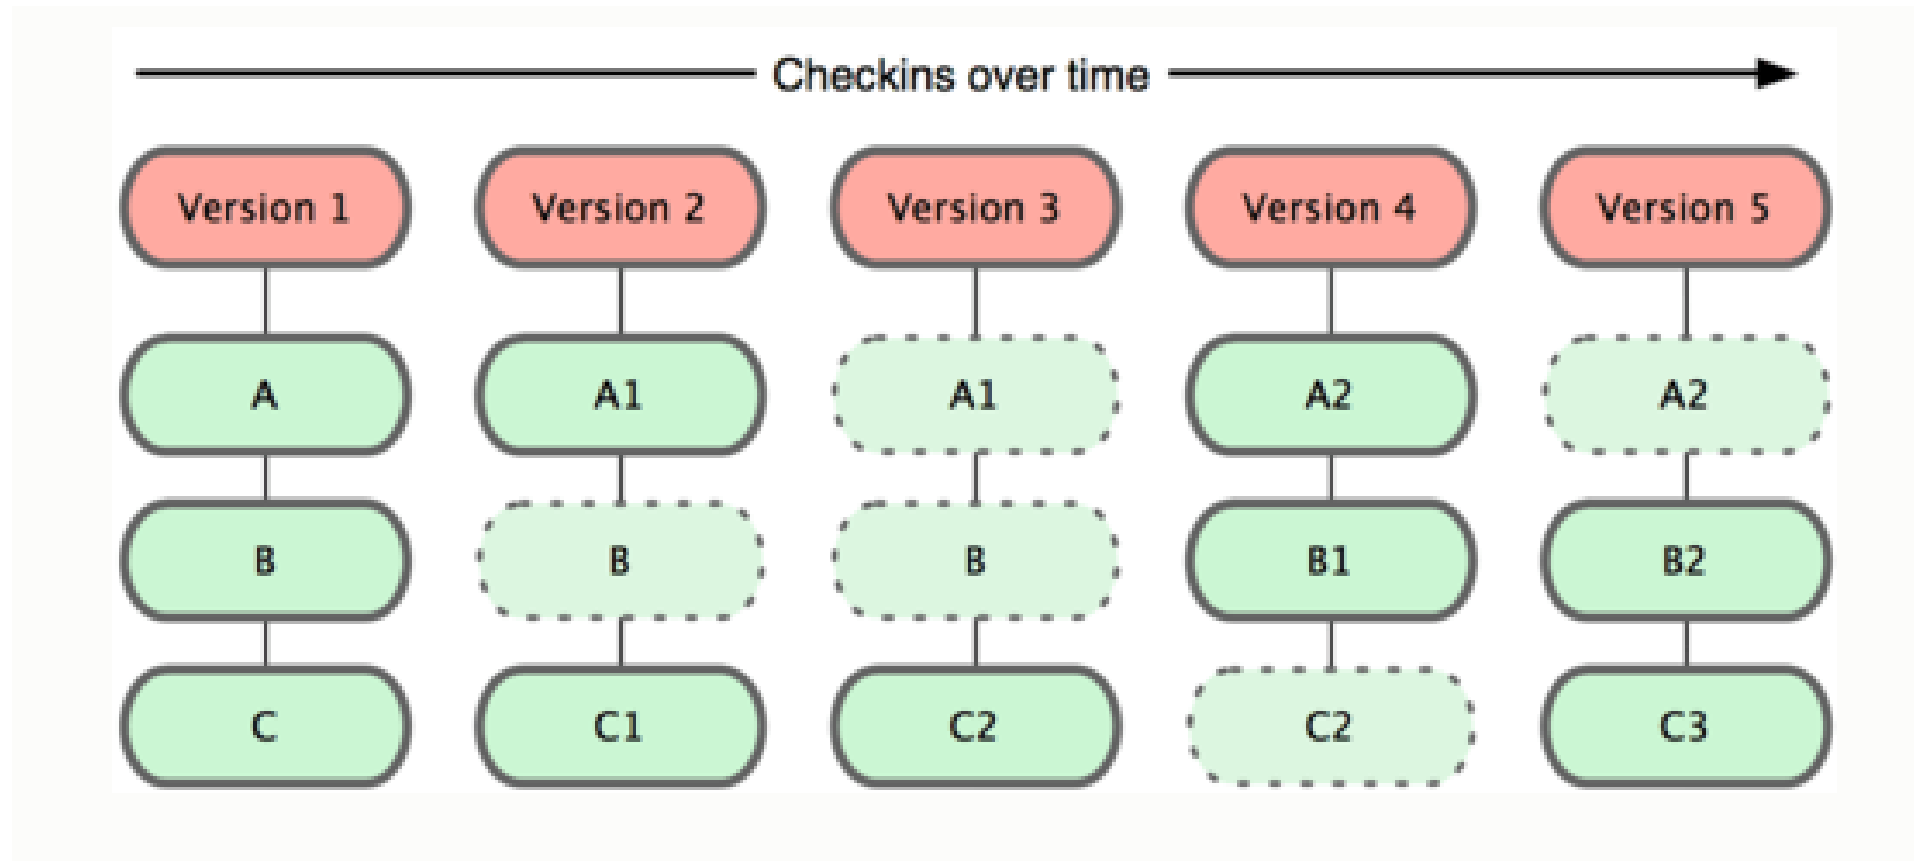 Checkins over time
Version 1 Version 2 Version 3 Version 4 Version 5
A A1 A1 A2 A2
B B B B1 B2
C C1 C2 C2 C3